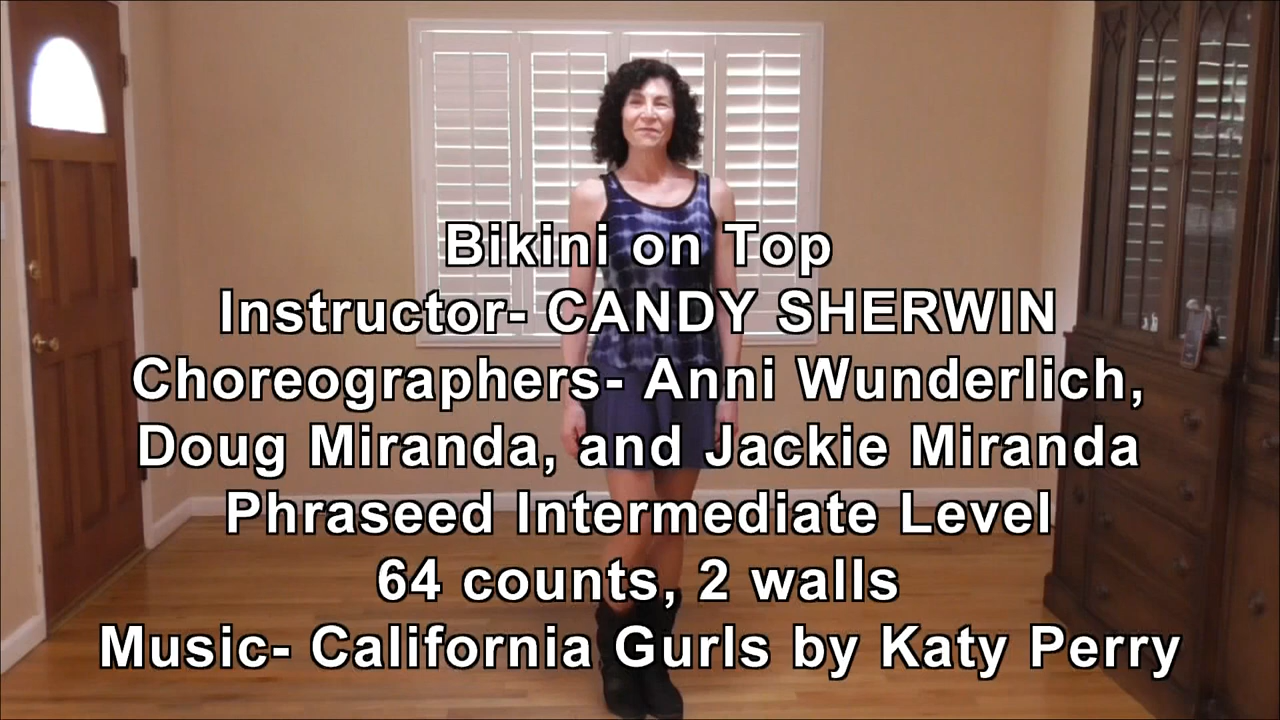 Bikini on Top
Instructor- CANDY SHERWIN
Choreographers- Anni Wunderlich,
Doug Miranda, and Jackie Miranda
Phraseed Intermediate Level
64 counts, 2 walls
Music- California Gurls by Katy Perry